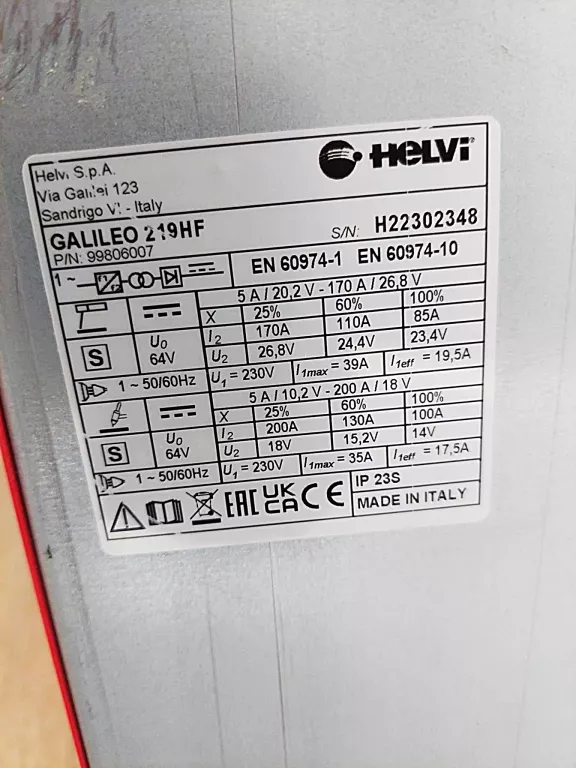 HELVI
Helvi S.p.A.
Via Galilei 123
Sandrigo VI - Italy
GALILEO 219HF
S/N: H22302348
P/N: 99806007
1 ~ f1 f2
EN 60974-1 EN 60974-10
5 A / 20,2 V - 170 A / 26,8 V
X 25% 60% 100%
U0 64V
I2 170A 110A 85A
S
U2 26,8V 24,4V 23,4V
1 ~ 50/60Hz U1 = 230V I1max = 39A I1eff = 19,5A
5 A / 10,2 V - 200 A / 18 V
X 25% 60% 100%
U0 64V
I2 200A 130A 100A
S
U2 18V 15,2V 14V
1 ~ 50/60Hz U1 = 230V I1max = 35A I1eff = 17,5A
EAC UKCA CE
IP 23S
MADE IN ITALY